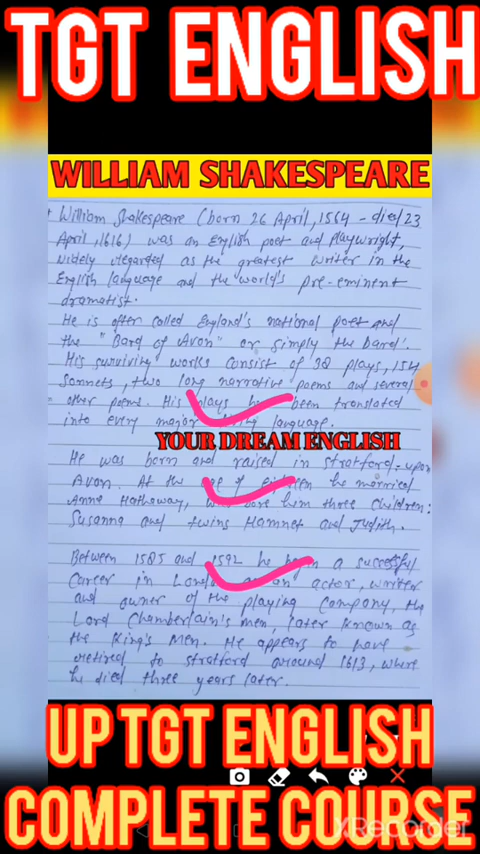 TGT ENGLISH
WILLIAM SHAKESPEARE
William Shakespeare (born 26 April, 1564 - died 23
April, 1616) was an English poet and playwright,
widely regarded as the greatest writer in the
English language and the world's pre-eminent
dramatist.
He is often called England's national poet and
the "Bard of Avon" or simply 'the bard'.
His surviving works consist of 38 plays, 154
Sonnets, two long narrative poems and several
other poems. His plays been translated
into every major language.
YOUR DREAM ENGLISH
He was born and raised in Stratford-upon
Avon. At the age of he married
Anne Hathaway, bore him three children:
Susanna and twins Hamnet and Judith.
Between 1585 and 1592 he a successful
career in actor, writer
and owner of the playing company, the
Lord Chamberlain's men, later known as
the King's Men. He appears to have
retired to stratford around 1613, where
he died three years later.
UP TGT ENGLISH
COMPLETE COURSE
XRecorder